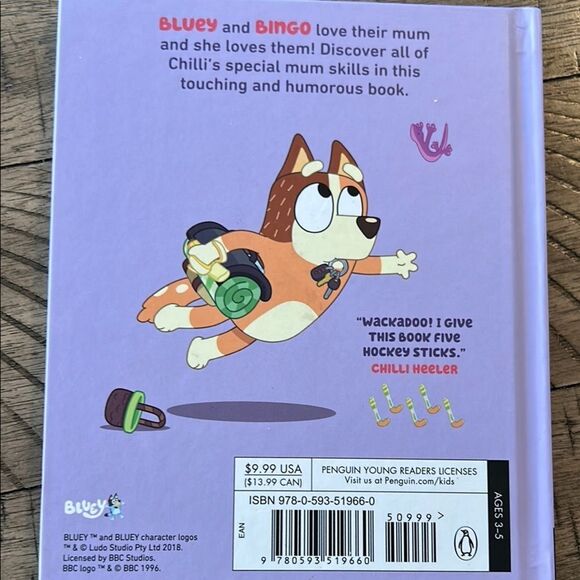 BLUEY and BINGO love their mum
and she loves them! Discover all of
Chilli's special mum skills in this
touching and humorous book.
"WACKADOO! I GIVE
THIS BOOK FIVE
HOCKEY STICKS."
CHILLI HEELER
$9.99 USA
($13.99 CAN)
PENGUIN YOUNG READERS LICENSES
Visit us at Penguin.com/kids
AGES 3–5
ISBN 978-0-593-51966-0
50999>
EAN
9 780593 519660
BLUEY
BLUEY ™ and BLUEY character logos
™ & © Ludo Studio Pty Ltd 2018.
Licensed by BBC Studios.
BBC logo ™ & © BBC 1996.